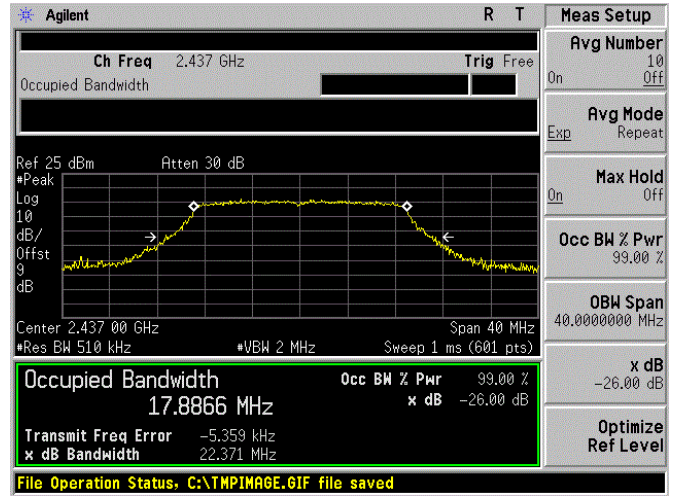 Agilent R T Meas Setup
Ch Freq 2.437 GHz Trig Free
Occupied Bandwidth
Ref 25 dBm Atten 30 dB
#Peak
Log
10
dB/
Offst
9
dB
Center 2.437 00 GHz Span 40 MHz
#Res BW 510 kHz #VBW 2 MHz Sweep 1 ms (601 pts)
Occupied Bandwidth Occ BW % Pwr 99.00 %
17.8866 MHz x dB -26.00 dB
Transmit Freq Error -5.359 kHz
x dB Bandwidth 22.371 MHz
File Operation Status, C:\TMPIMAGE.GIF file saved
Avg Number
10
On Off
Avg Mode
Exp Repeat
Max Hold
On Off
Occ BW % Pwr
99.00 %
OBW Span
40.0000000 MHz
x dB
-26.00 dB
Optimize
Ref Level